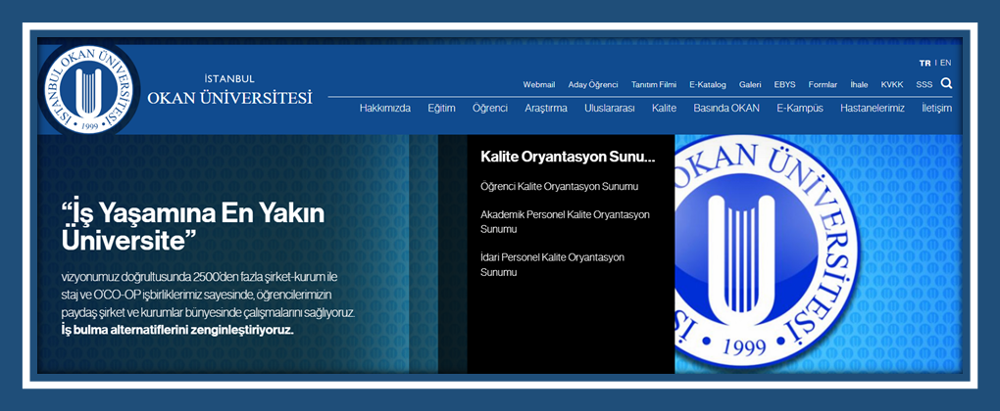 İSTANBUL OKAN ÜNİVERSİTESİ
• 1999 •
İSTANBUL
OKAN ÜNİVERSİTESİ
TR | EN
Webmail Aday Öğrenci Tanıtım Filmi E-Katalog Galeri EBYS Formlar İhale KVKK SSS
Hakkımızda Eğitim Öğrenci Araştırma Uluslararası Kalite Basında OKAN E-Kampüs Hastanelerimiz İletişim
“İş Yaşamına En Yakın
Üniversite”
vizyonumuz doğrultusunda 2500'den fazla şirket-kurum ile
staj ve O'CO-OP işbirliklerimiz sayesinde, öğrencilerimizin
paydaş şirket ve kurumlar bünyesinde çalışmalarını sağlıyoruz.
İş bulma alternatiflerini zenginleştiriyoruz.
Kalite Oryantasyon Sunu...
Öğrenci Kalite Oryantasyon Sunumu
Akademik Personel Kalite Oryantasyon
Sunumu
İdari Personel Kalite Oryantasyon
Sunumu
OKAN ÜNİVERSİTESİ
İS
• 1999 •